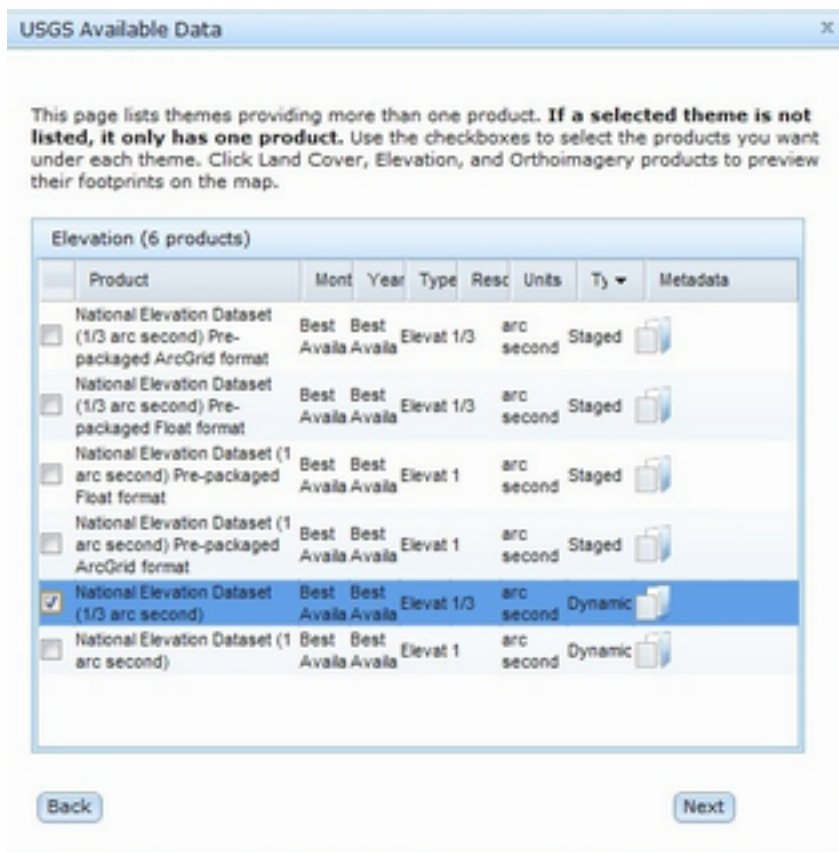 USGS Available Data x
This page lists themes providing more than one product. If a selected theme is not
listed, it only has one product. Use the checkboxes to select the products you want
under each theme. Click Land Cover, Elevation, and Orthoimagery products to preview
their footprints on the map.
Elevation (6 products)
Product Mont Year Type Resc Units Ty Metadata
National Elevation Dataset
(1/3 arc second) Pre-
packaged ArcGrid format
Best Availa Best Availa Elevat 1/3 arc second Staged
National Elevation Dataset
(1/3 arc second) Pre-
packaged Float format
Best Availa Best Availa Elevat 1/3 arc second Staged
National Elevation Dataset (1
arc second) Pre-packaged
Float format
Best Availa Best Availa Elevat 1 arc second Staged
National Elevation Dataset (1
arc second) Pre-packaged
ArcGrid format
Best Availa Best Availa Elevat 1 arc second Staged
National Elevation Dataset
(1/3 arc second)
Best Availa Best Availa Elevat 1/3 arc second Dynamic
National Elevation Dataset (1
arc second)
Best Availa Best Availa Elevat 1 arc second Dynamic
Back Next